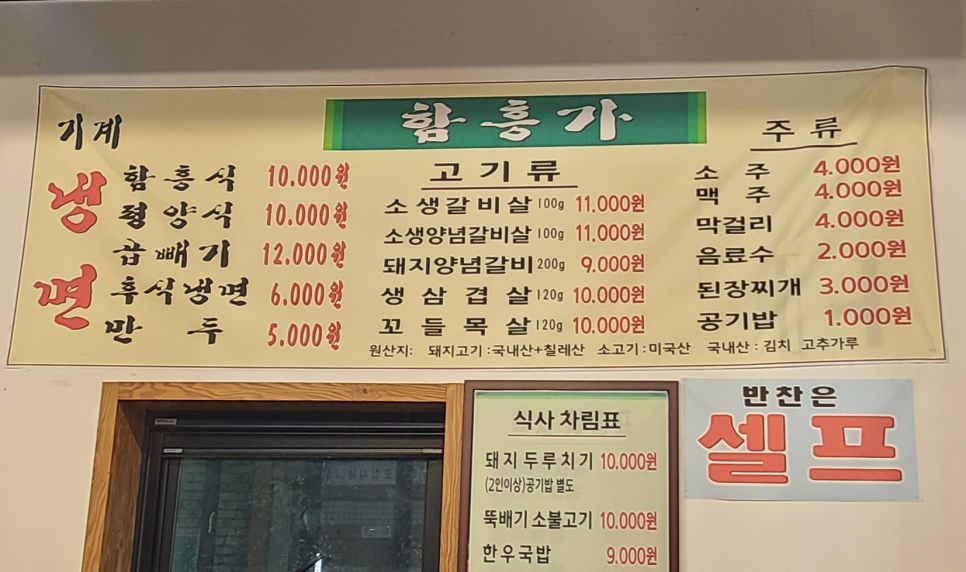 함흥가
기계
냉면
함흥식 10.000원
평양식 10.000원
곱빼기 12.000원
후식냉면 6.000원
만두 5.000원
고기류
소생갈비살 100g 11.000원
소생양념갈비살 100g 11.000원
돼지양념갈비 200g 9.000원
생삼겹살 120g 10.000원
꼬들목살 120g 10.000원
주류
소주 4.000원
맥주 4.000원
막걸리 4.000원
음료수 2.000원
된장찌개 3.000원
공기밥 1.000원
원산지: 돼지고기:국내산+칠레산 소고기:미국산 국내산:김치 고추가루
식사 차림표
돼지 두루치기 10.000원
(2인이상)공기밥 별도
뚝배기 소불고기 10.000원
한우국밥 9.000원
반찬은
셀프